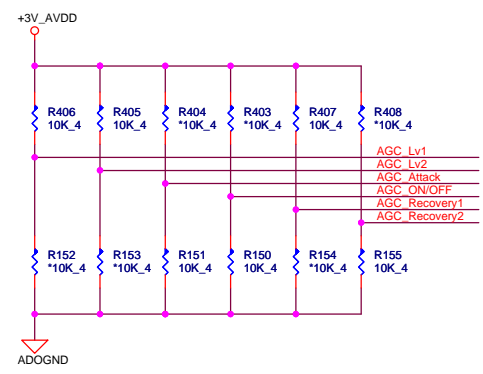 +3V_AVDD
R406 R405 R404 R403 R407 R408
10K_4 10K_4 *10K_4 *10K_4 10K_4 *10K_4
AGC_Lv1
AGC_Lv2
AGC_Attack
AGC_ON/OFF
AGC_Recovery1
AGC_Recovery2
R152 R153 R151 R150 R154 R155
*10K_4 *10K_4 10K_4 10K_4 *10K_4 10K_4
ADOGND